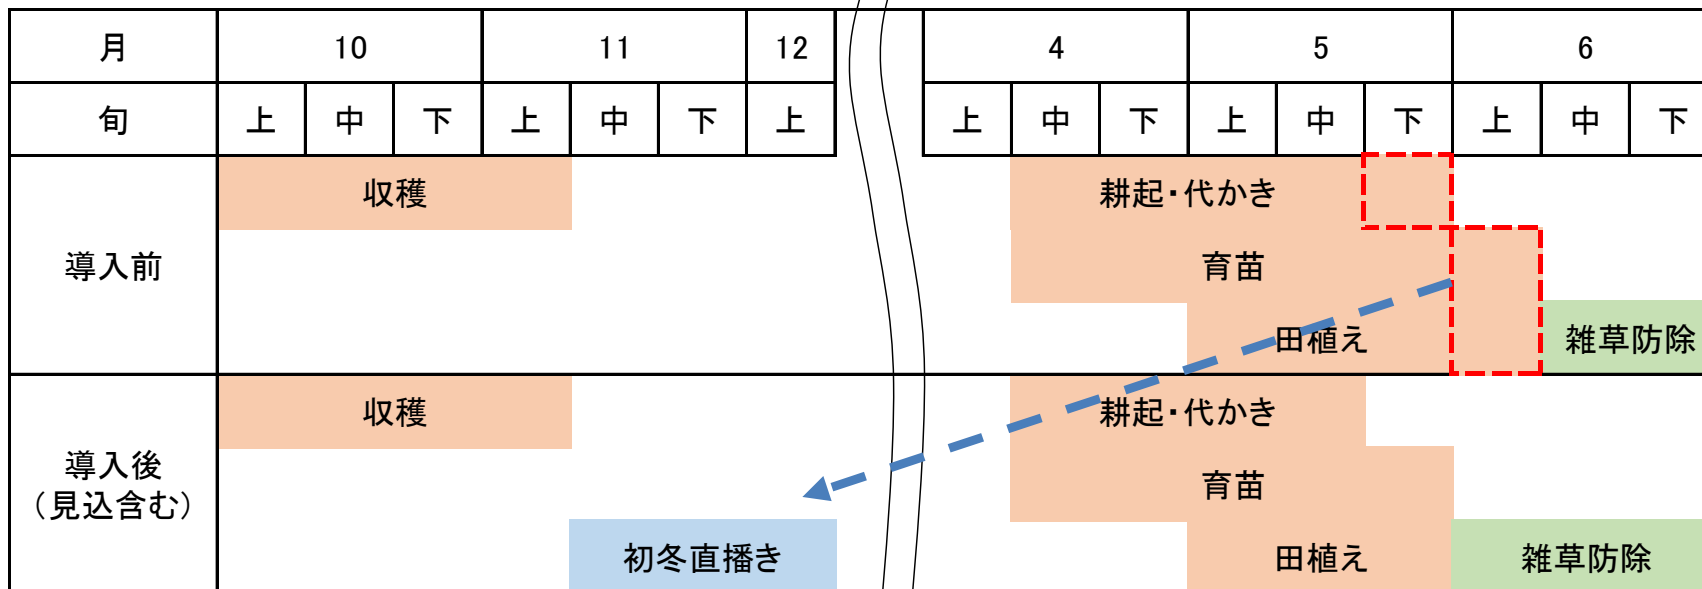 月 10 11 12 4 5 6
旬 上 中 下 上 中 下 上 上 中 下 上 中 下 上 中 下
導入前
収穫 耕起・代かき
育苗
田植え 雑草防除
導入後
(見込含む)
収穫 耕起・代かき
育苗
初冬直播き 田植え 雑草防除